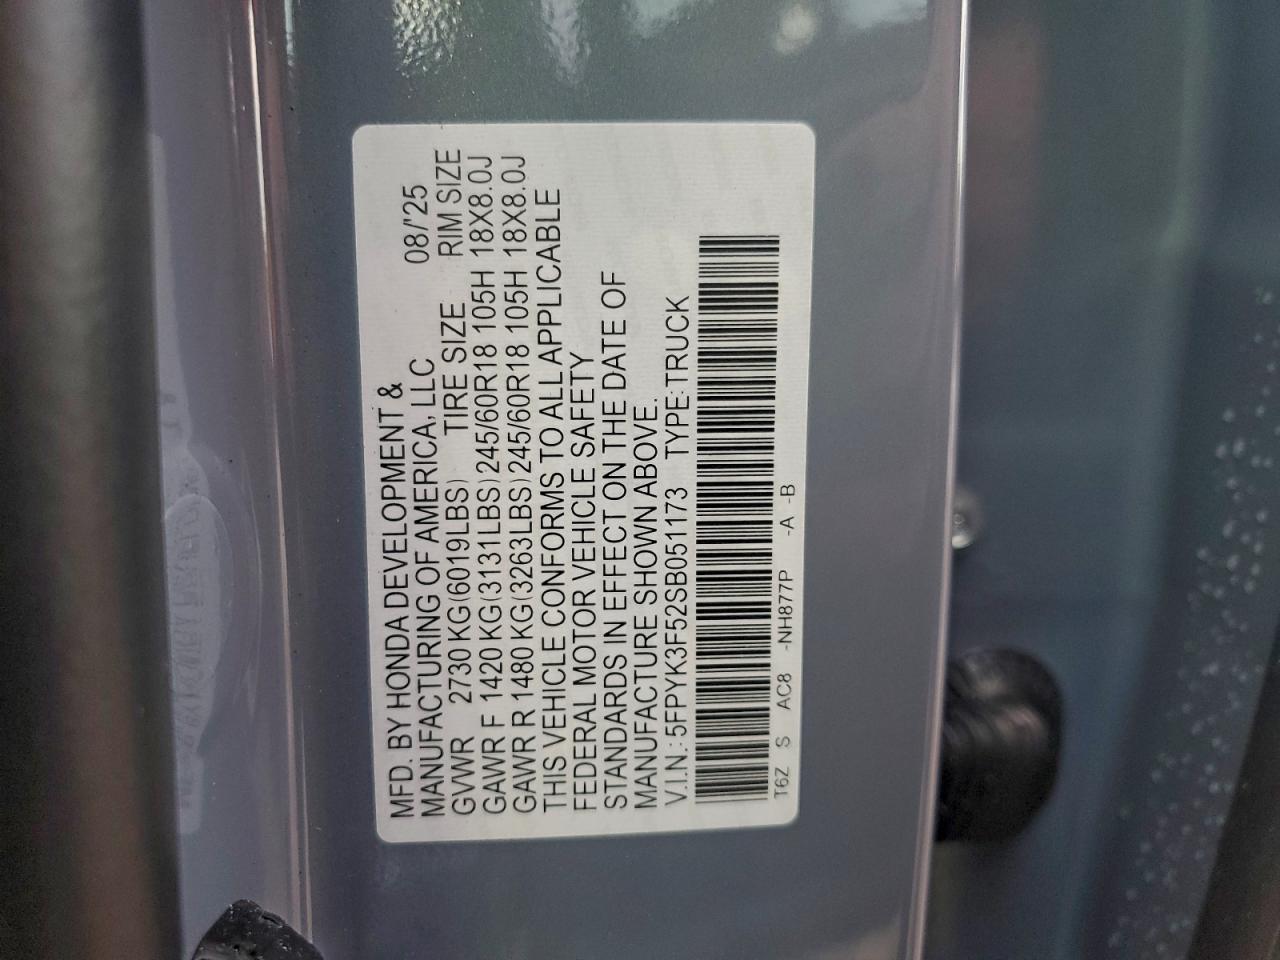 MFD. BY HONDA DEVELOPMENT & 08/'25
MANUFACTURING OF AMERICA, LLC
GVWR 2730 KG(6019LBS) TIRE SIZE RIM SIZE
GAWR F 1420 KG(3131LBS) 245/60R18 105H 18X8.0J
GAWR R 1480 KG(3263LBS) 245/60R18 105H 18X8.0J
THIS VEHICLE CONFORMS TO ALL APPLICABLE
FEDERAL MOTOR VEHICLE SAFETY
STANDARDS IN EFFECT ON THE DATE OF
MANUFACTURE SHOWN ABOVE.
V.I.N.: 5FPYK3F52SB051173 TYPE:TRUCK
T6Z S AC8 -NH877P -A -B